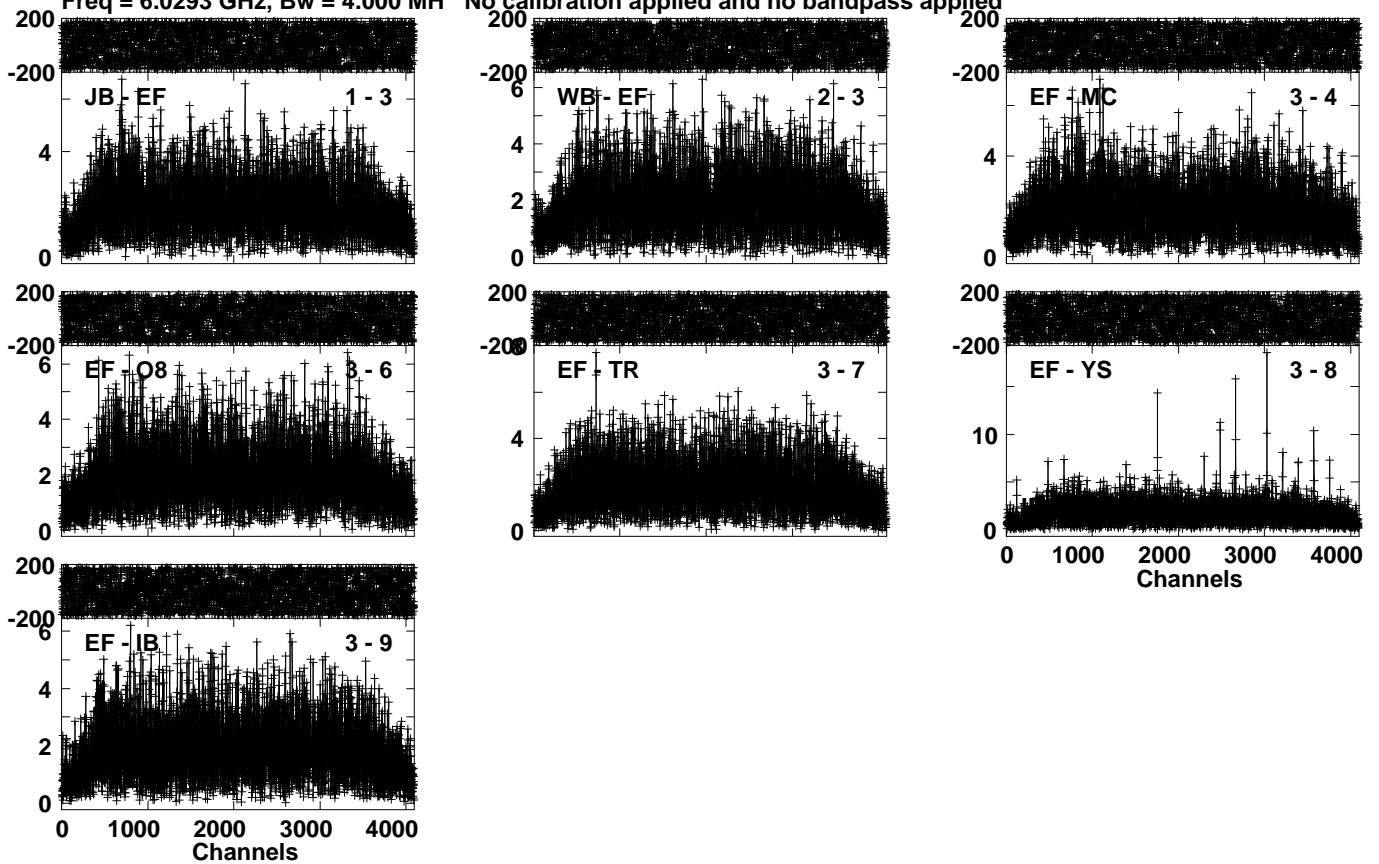 Freq = 6.0293 GHz, Bw = 4.000 MH No calibration applied and no bandpass applied
200 200 200
-200 -200 -200
JB - EF 1 - 3 WB - EF 2 - 3 EF - MC 3 - 4
4 6 4
0 4 0
2
0
200 200 200
-200 -200 -200
EF - O8 3 - 6 EF - TR 3 - 7 EF - YS 3 - 8
6 8 10
4 4 0
2 0
0
0 1000 2000 3000 4000
Channels
200
-200
EF - IB 3 - 9
6
4
2
0
0 1000 2000 3000 4000
Channels